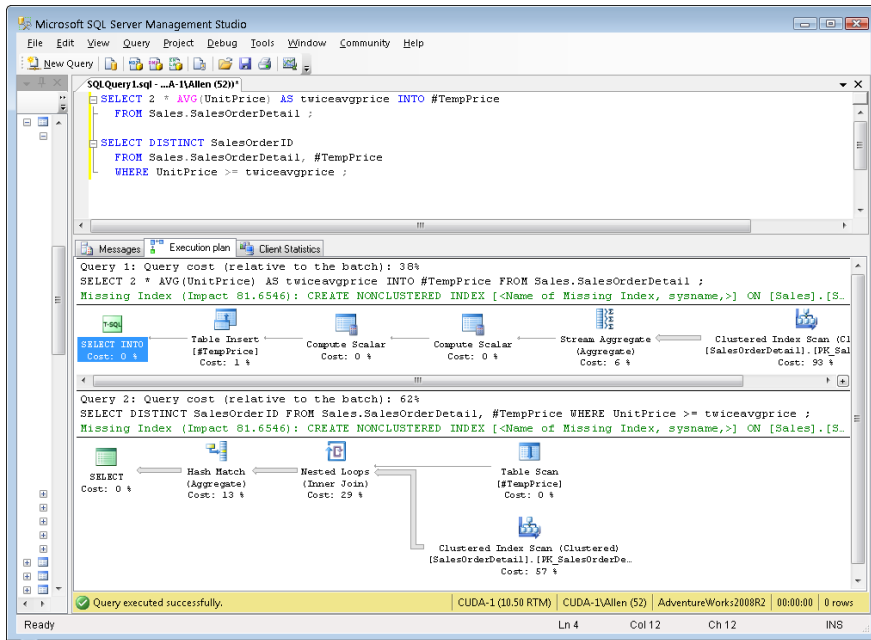 Microsoft SQL Server Management Studio
File Edit View Query Project Debug Tools Window Community Help
New Query
SQLQuery1.sql - ...A-1\Allen (52))*
SELECT 2 * AVG(UnitPrice) AS twiceavgprice INTO #TempPrice
FROM Sales.SalesOrderDetail ;
SELECT DISTINCT SalesOrderID
FROM Sales.SalesOrderDetail, #TempPrice
WHERE UnitPrice >= twiceavgprice ;
Messages Execution plan Client Statistics
Query 1: Query cost (relative to the batch): 38%
SELECT 2 * AVG(UnitPrice) AS twiceavgprice INTO #TempPrice FROM Sales.SalesOrderDetail ;
Missing Index (Impact 81.6546): CREATE NONCLUSTERED INDEX [<Name of Missing Index, sysname,>] ON [Sales].[S...
T-SQL
SELECT INTO
Cost: 0 %
Table Insert
[#TempPrice]
Cost: 1 %
Compute Scalar
Cost: 0 %
Compute Scalar
Cost: 0 %
Stream Aggregate
(Aggregate)
Cost: 6 %
Clustered Index Scan (Cl
[SalesOrderDetail].[PK_Sal
Cost: 93 %
Query 2: Query cost (relative to the batch): 62%
SELECT DISTINCT SalesOrderID FROM Sales.SalesOrderDetail, #TempPrice WHERE UnitPrice >= twiceavgprice ;
Missing Index (Impact 81.6546): CREATE NONCLUSTERED INDEX [<Name of Missing Index, sysname,>] ON [Sales].[S...
SELECT
Cost: 0 %
Hash Match
(Aggregate)
Cost: 13 %
Nested Loops
(Inner Join)
Cost: 29 %
Table Scan
[#TempPrice]
Cost: 0 %
Clustered Index Scan (Clustered)
[SalesOrderDetail].[PK_SalesOrderDe...
Cost: 57 %
Query executed successfully. CUDA-1 (10.50 RTM) CUDA-1\Allen (52) AdventureWorks2008R2 00:00:00 0 rows
Ready Ln 4 Col 12 Ch 12 INS